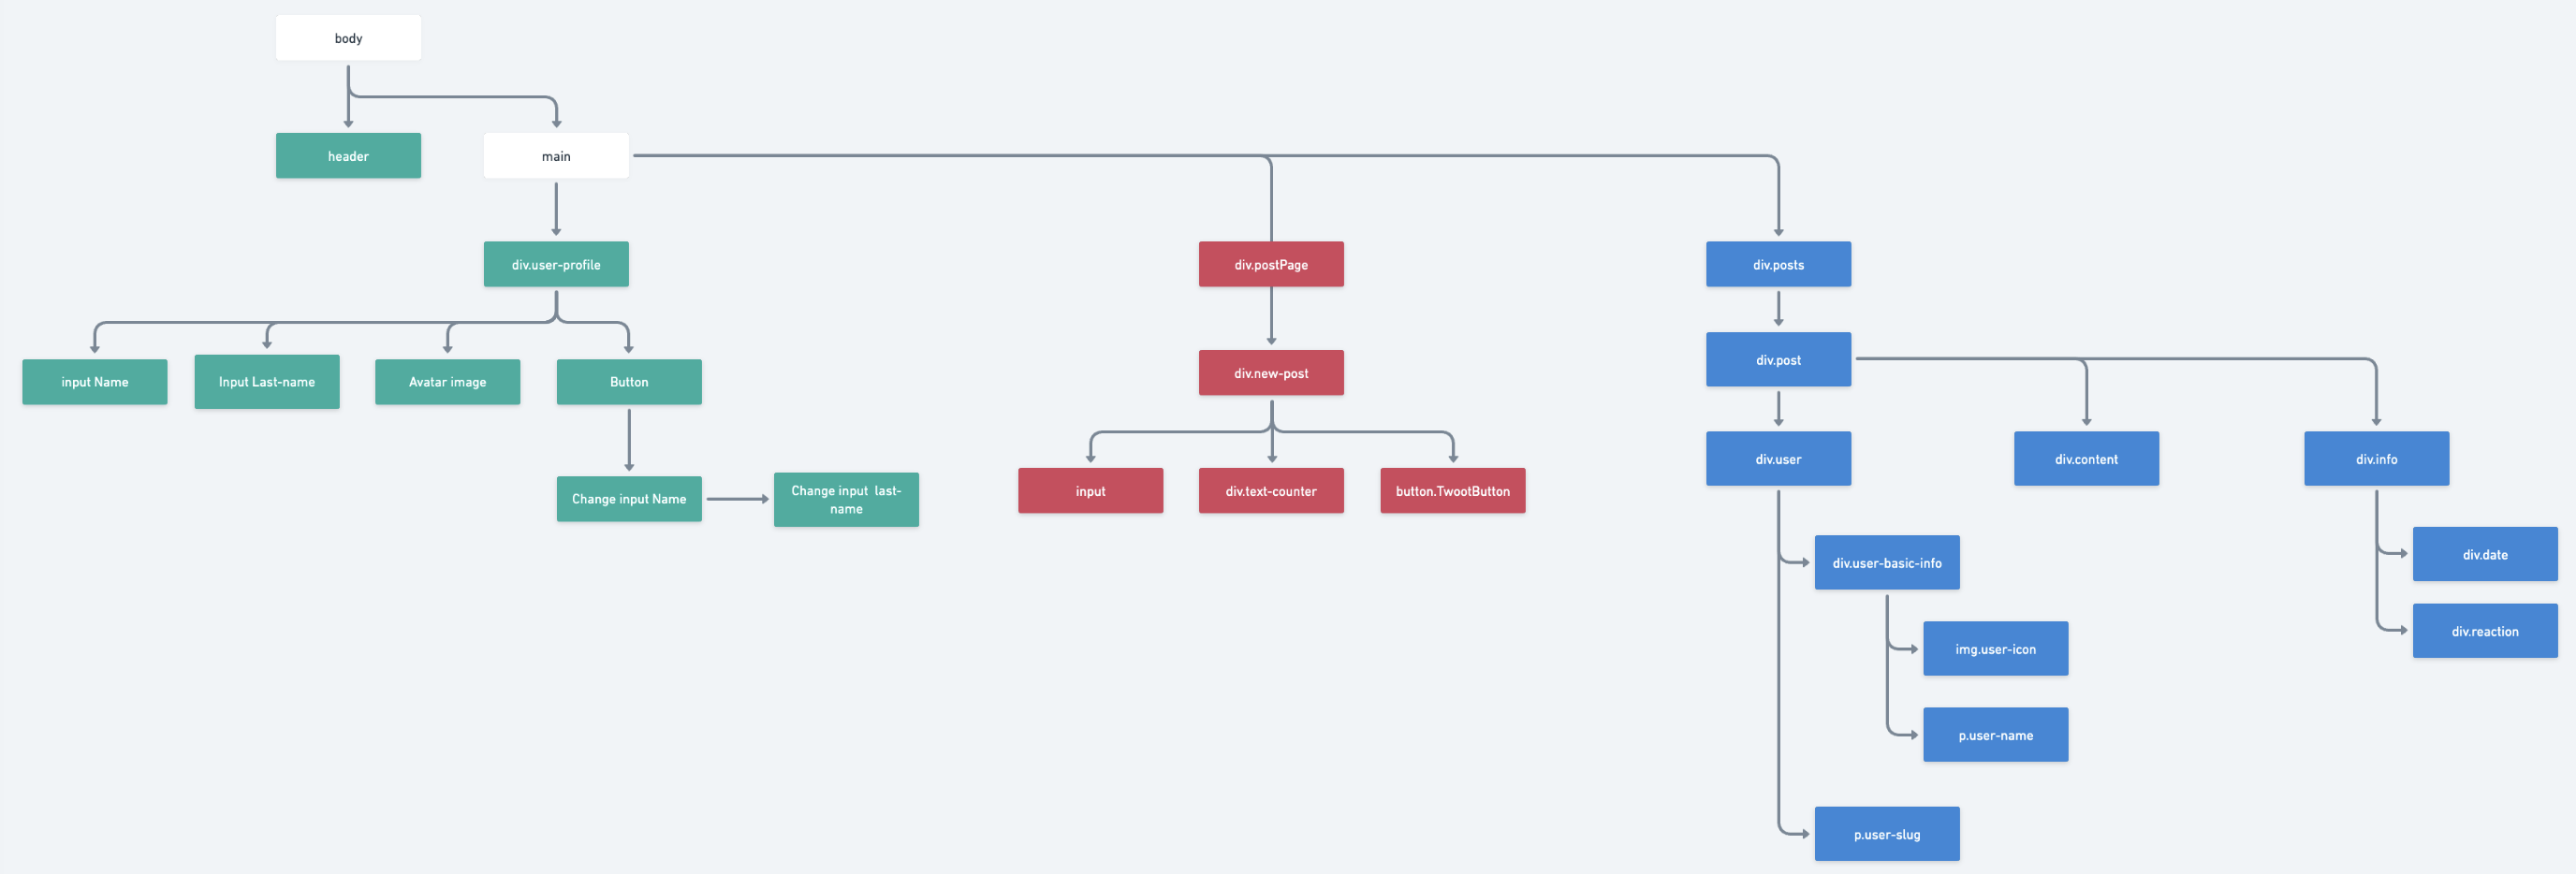 body
header
main
div.user-profile
div.postPage
div.posts
input Name
Input Last-name
Avatar image
Button
div.new-post
div.post
Change input Name
Change input  last-
name
input
div.text-counter
button.TwootButton
div.user
div.content
div.info
div.user-basic-info
div.date
img.user-icon
div.reaction
p.user-name
p.user-slug